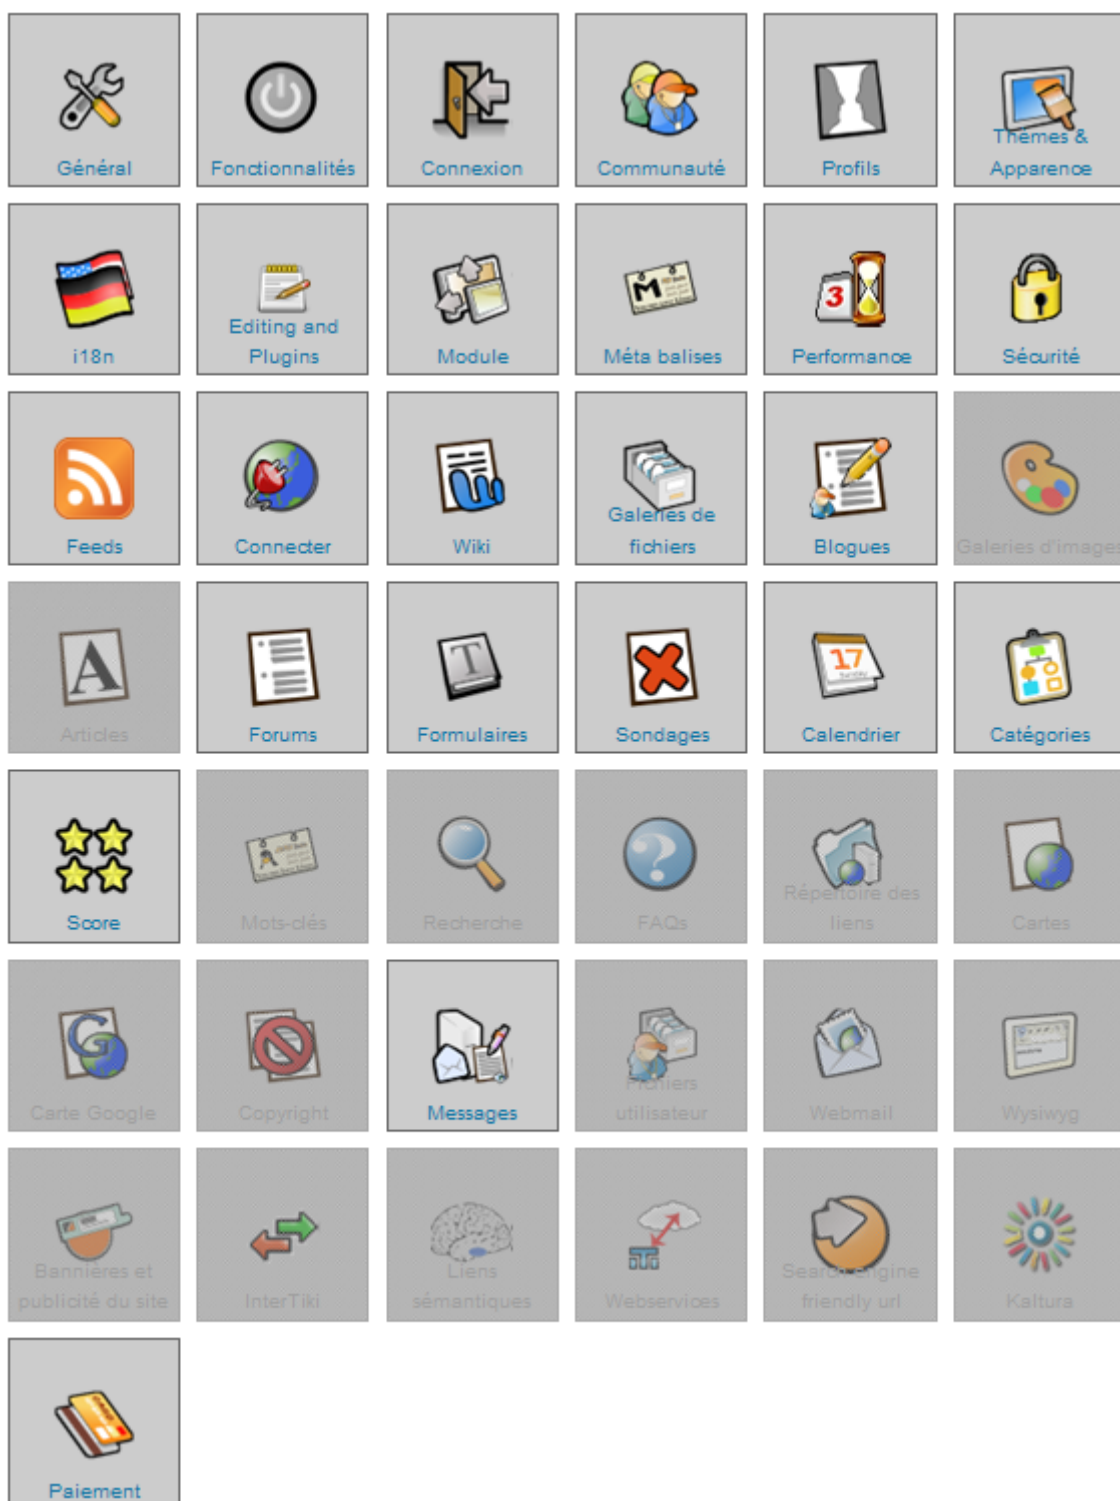 Général
Fonctionnalités
Connexion
Communauté
Profils
Thèmes &
Apparence
i18n
Editing and
Plugins
Module
Méta balises
3
Performance
Sécurité
Feeds
Connecter
Wiki
Galeries de
fichiers
Blogues
Galeries d'images
A
Articles
Forums
T
Formulaires
Sondages
17
Sunday
Calendrier
Catégories
Score
Mots-clés
Recherche
?
FAQs
Répertoire des
liens
Cartes
G
Carte Google
Copyright
Messages
Fichiers
utilisateur
Webmail
Wysiwyg
Bannières et
publicité du site
InterTiki
Liens
sémantiques
Webservices
Search engine
friendly url
Kaltura
Paiement